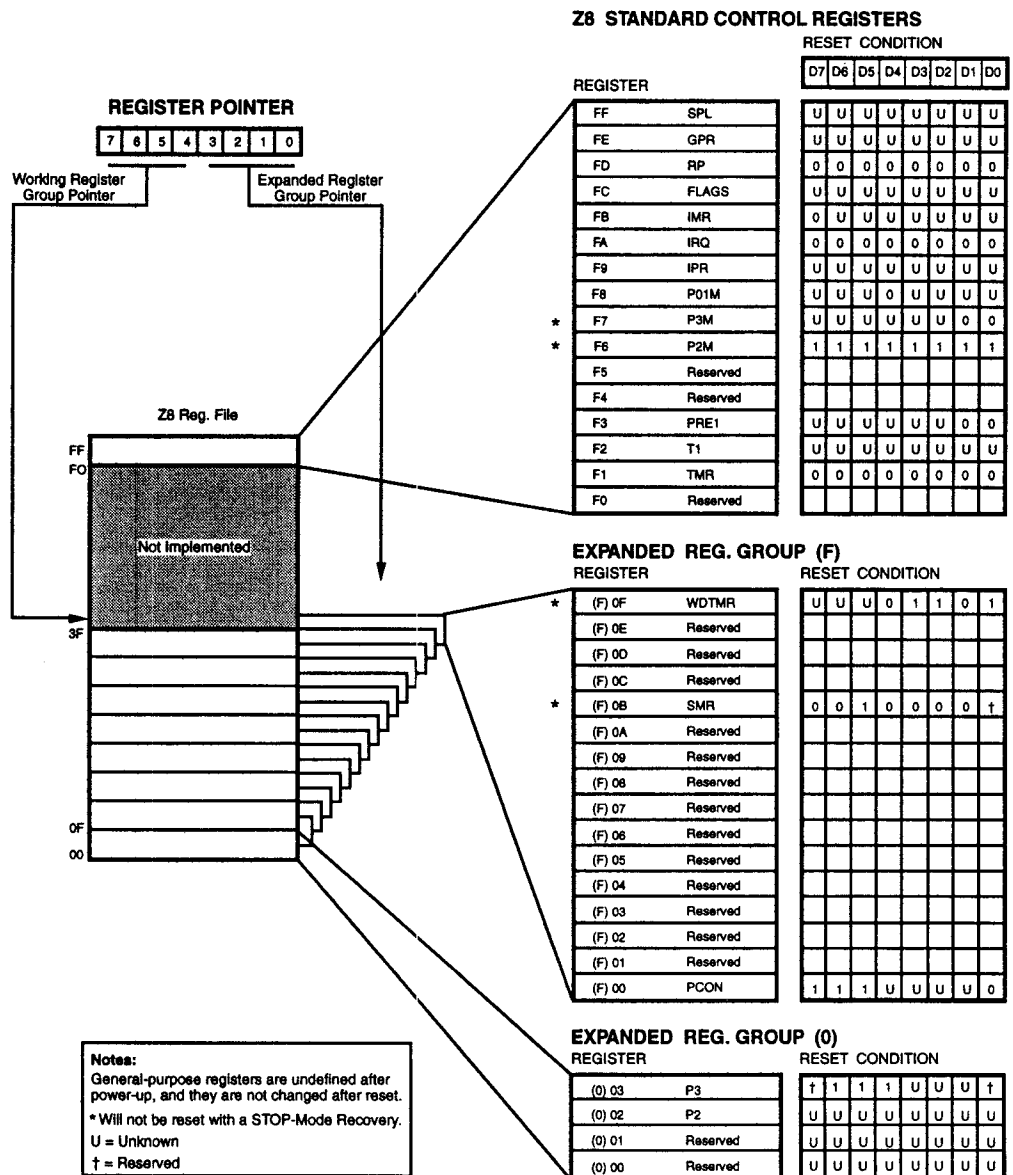 Z8 STANDARD CONTROL REGISTERS
RESET CONDITION
D7 D6 D5 D4 D3 D2 D1 D0
REGISTER
FF SPL U U U U U U U U
FE GPR U U U U U U U U
FD RP 0 0 0 0 0 0 0 0
FC FLAGS U U U U U U U U
FB IMR 0 U U U U U U U
FA IRQ 0 0 0 0 0 0 0 0
F9 IPR U U U U U U U U
F8 P01M U U U 0 U U U U
* F7 P3M U U U U U U 0 0
* F6 P2M 1 1 1 1 1 1 1 1
F5 Reserved
F4 Reserved
F3 PRE1 U U U U U U 0 0
F2 T1 U U U U U U U U
F1 TMR 0 0 0 0 0 0 0 0
F0 Reserved
REGISTER POINTER
7 6 5 4 3 2 1 0
Working Register
Group Pointer
Expanded Register
Group Pointer
Z8 Reg. File
FF
F0
Not Implemented
3F
0F
00
EXPANDED REG. GROUP (F)
REGISTER RESET CONDITION
* (F) 0F WDTMR U U U 0 1 1 0 1
(F) 0E Reserved
(F) 0D Reserved
(F) 0C Reserved
* (F) 0B SMR 0 0 1 0 0 0 0 †
(F) 0A Reserved
(F) 09 Reserved
(F) 08 Reserved
(F) 07 Reserved
(F) 06 Reserved
(F) 05 Reserved
(F) 04 Reserved
(F) 03 Reserved
(F) 02 Reserved
(F) 01 Reserved
(F) 00 PCON 1 1 1 U U U U 0
EXPANDED REG. GROUP (0)
REGISTER RESET CONDITION
(0) 03 P3 † 1 1 1 U U U †
(0) 02 P2 U U U U U U U U
(0) 01 Reserved U U U U U U U U
(0) 00 Reserved U U U U U U U U
Notes:
General-purpose registers are undefined after
power-up, and they are not changed after reset.
* Will not be reset with a STOP-Mode Recovery.
U = Unknown
† = Reserved